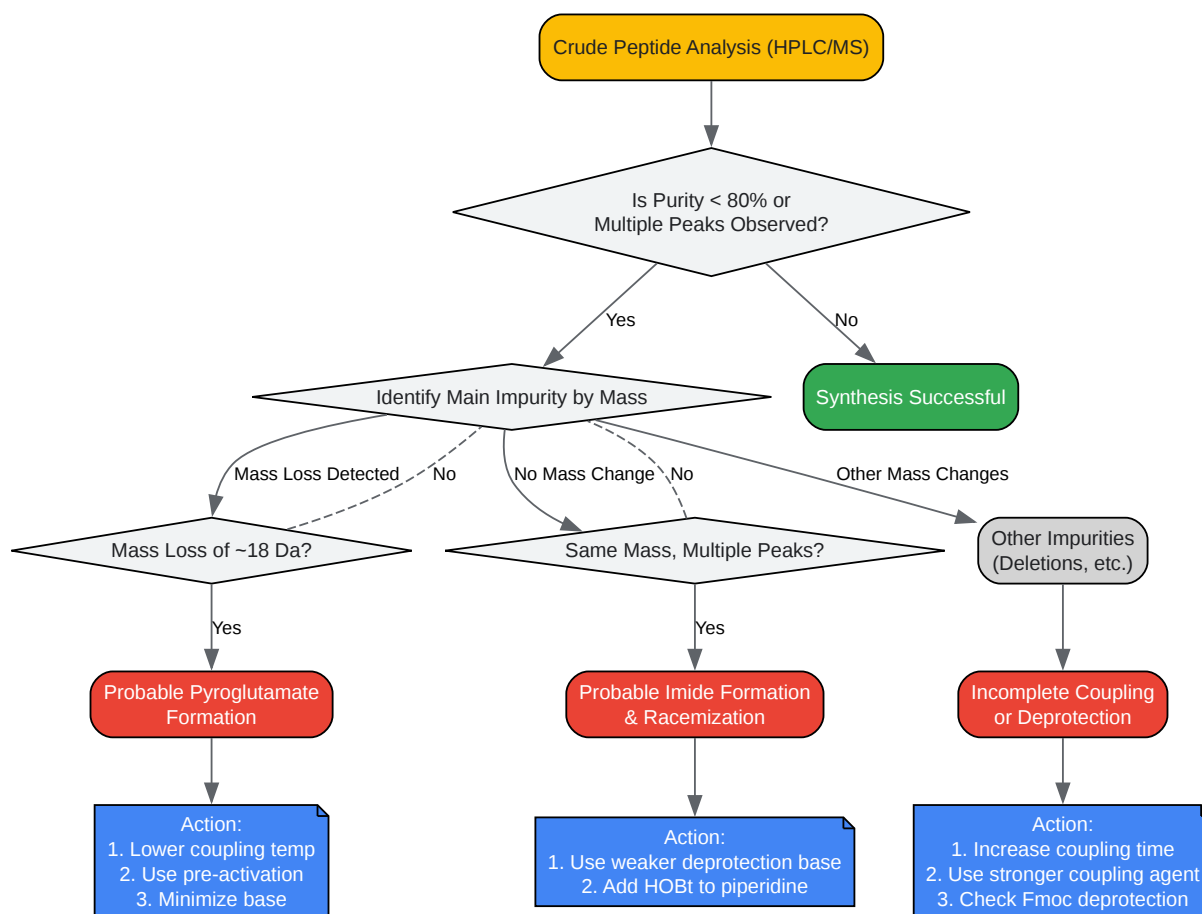 Crude Peptide Analysis (HPLC/MS)
Is Purity < 80% or
Multiple Peaks Observed?
Yes
No
Identify Main Impurity by Mass
Synthesis Successful
Mass Loss Detected
No
No Mass Change
No
Other Mass Changes
Mass Loss of ~18 Da?
Same Mass, Multiple Peaks?
Other Impurities
(Deletions, etc.)
Yes
Yes
Probable Pyroglutamate
Formation
Probable Imide Formation
& Racemization
Incomplete Coupling
or Deprotection
Action:
1. Lower coupling temp
2. Use pre-activation
3. Minimize base
Action:
1. Use weaker deprotection base
2. Add HOBt to piperidine
Action:
1. Increase coupling time
2. Use stronger coupling agent
3. Check Fmoc deprotection